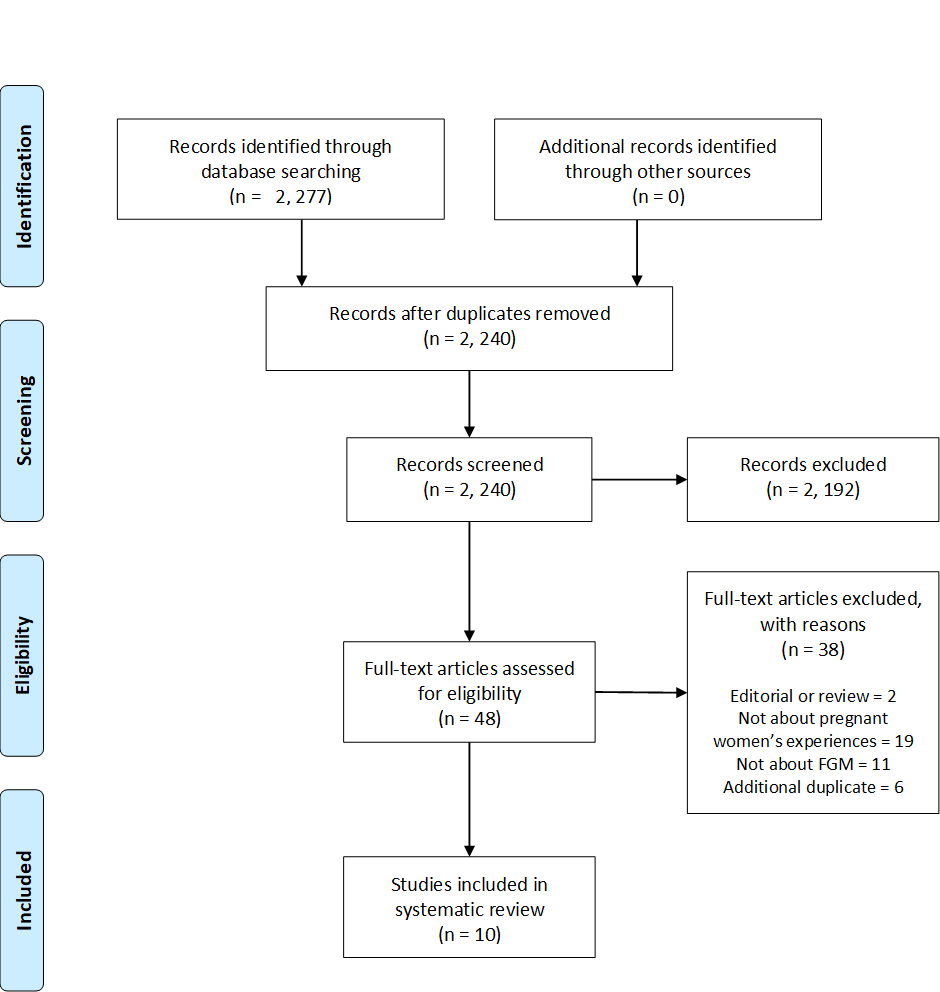 Identification
Records identified through
database searching
(n =   2, 277)
Additional records identified
through other sources
(n = 0)
Records after duplicates removed
(n = 2, 240)
Screening
Records screened
(n = 2, 240)
Records excluded
(n = 2, 192)
Eligibility
Full-text articles assessed
for eligibility
(n = 48)
Full-text articles excluded,
with reasons
(n = 38)
Editorial or review = 2
Not about pregnant
women’s experiences = 19
Not about FGM = 11
Additional duplicate = 6
Included
Studies included in
systematic review
(n = 10)